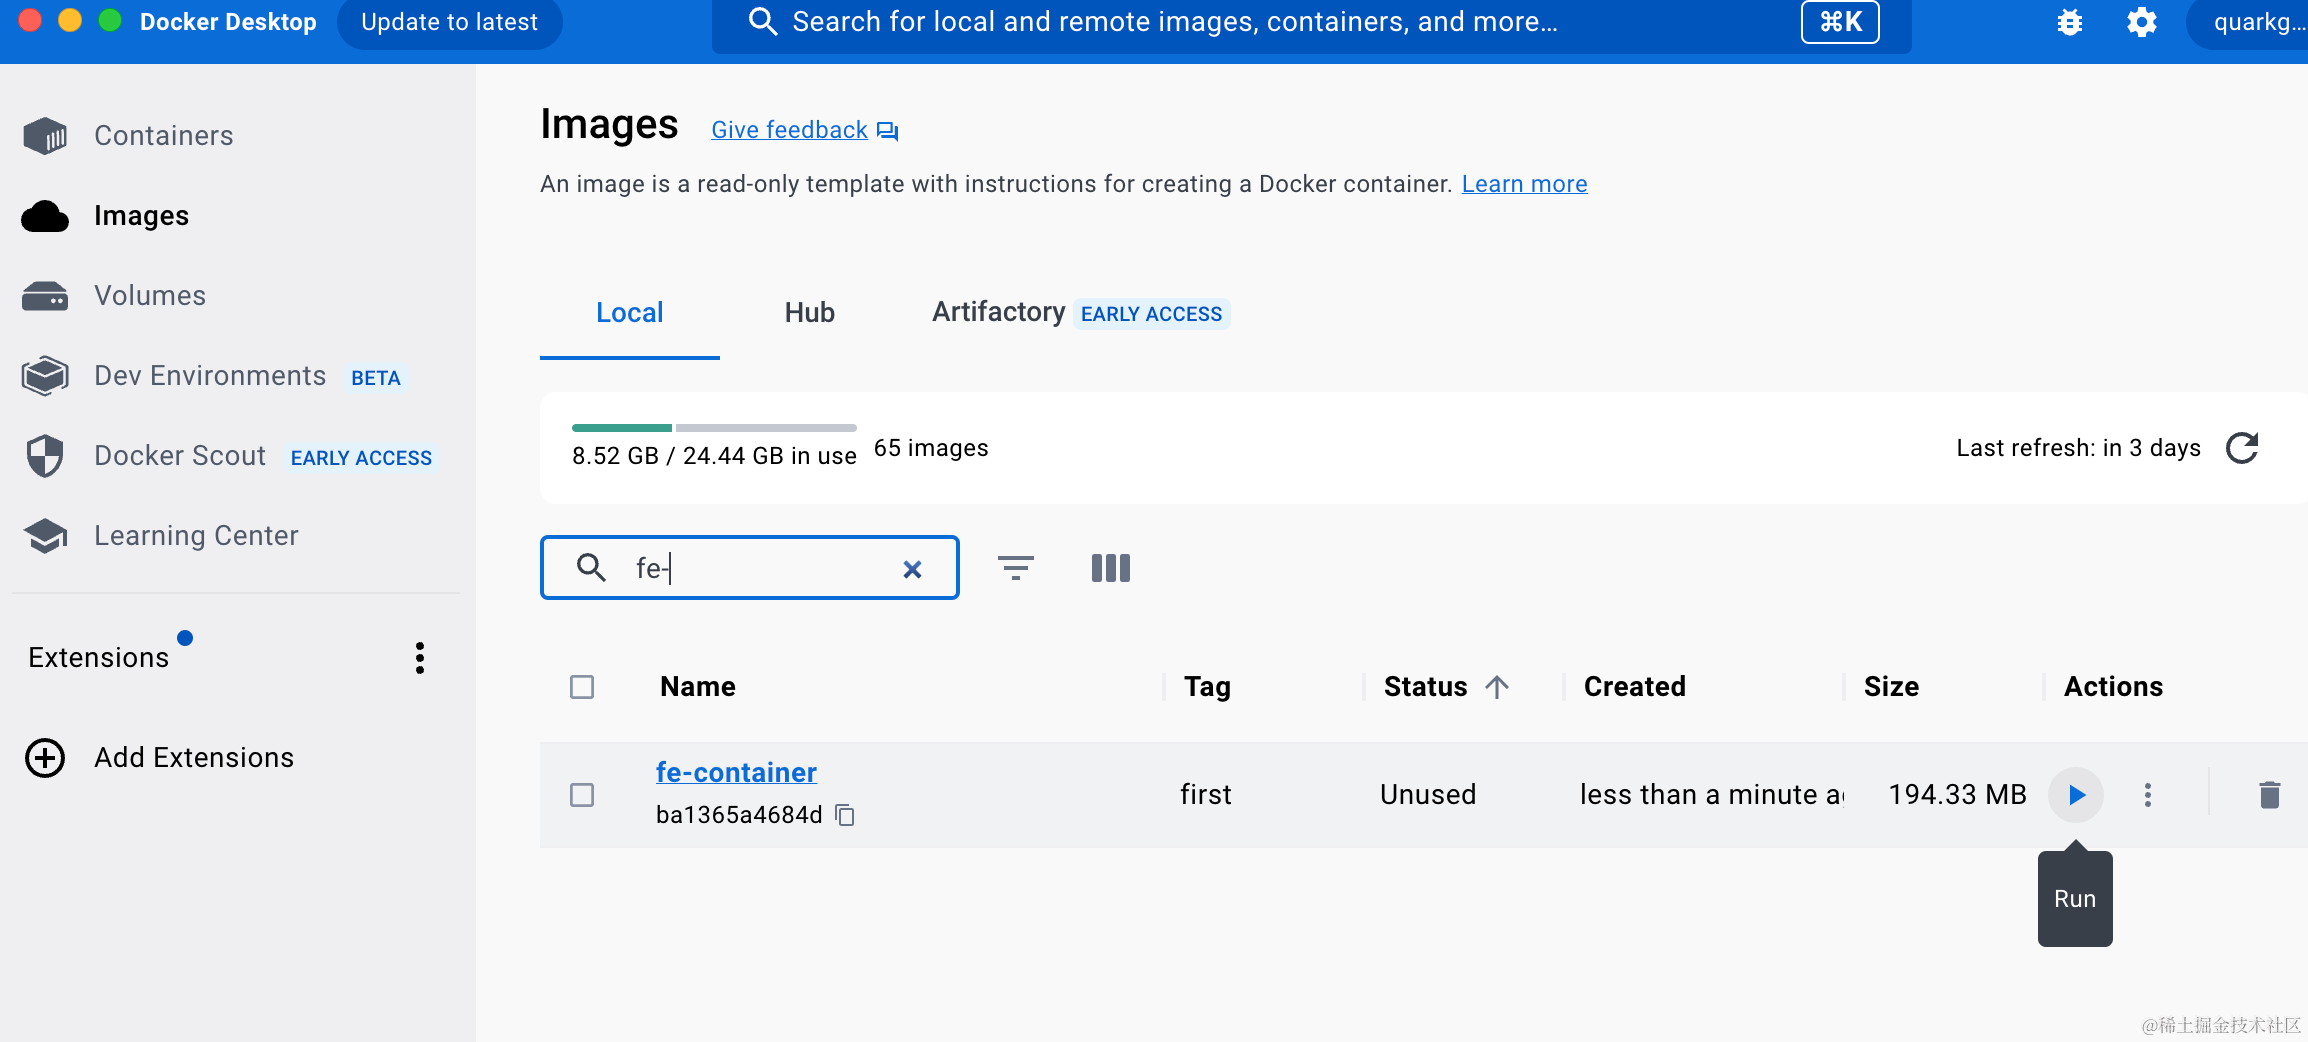 Docker Desktop
Update to latest
Search for local and remote images, containers, and more...
⌘K
quarkg...
Containers
Images
Volumes
Dev Environments BETA
Docker Scout EARLY ACCESS
Learning Center
Extensions
Add Extensions
Images Give feedback
An image is a read-only template with instructions for creating a Docker container. Learn more
Local Hub Artifactory EARLY ACCESS
8.52 GB / 24.44 GB in use 65 images
Last refresh: in 3 days
fe-
Name Tag Status Created Size Actions
fe-container
ba1365a4684d
first Unused less than a minute a 194.33 MB
Run
@稀土掘金技术社区